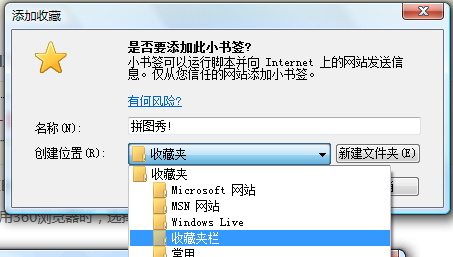 添加收藏
是否要添加此小书签?
小书签可以运行脚本并向 Internet 上的网站发送信
息。仅从您信任的网站添加小书签。
有何风险?
名称(N): 拼图秀!
创建位置(R): 收藏夹 新建文件夹(E)
收藏夹
Microsoft 网站
MSN 网站
Windows Live
用360浏览器时，选择
收藏夹栏
常用